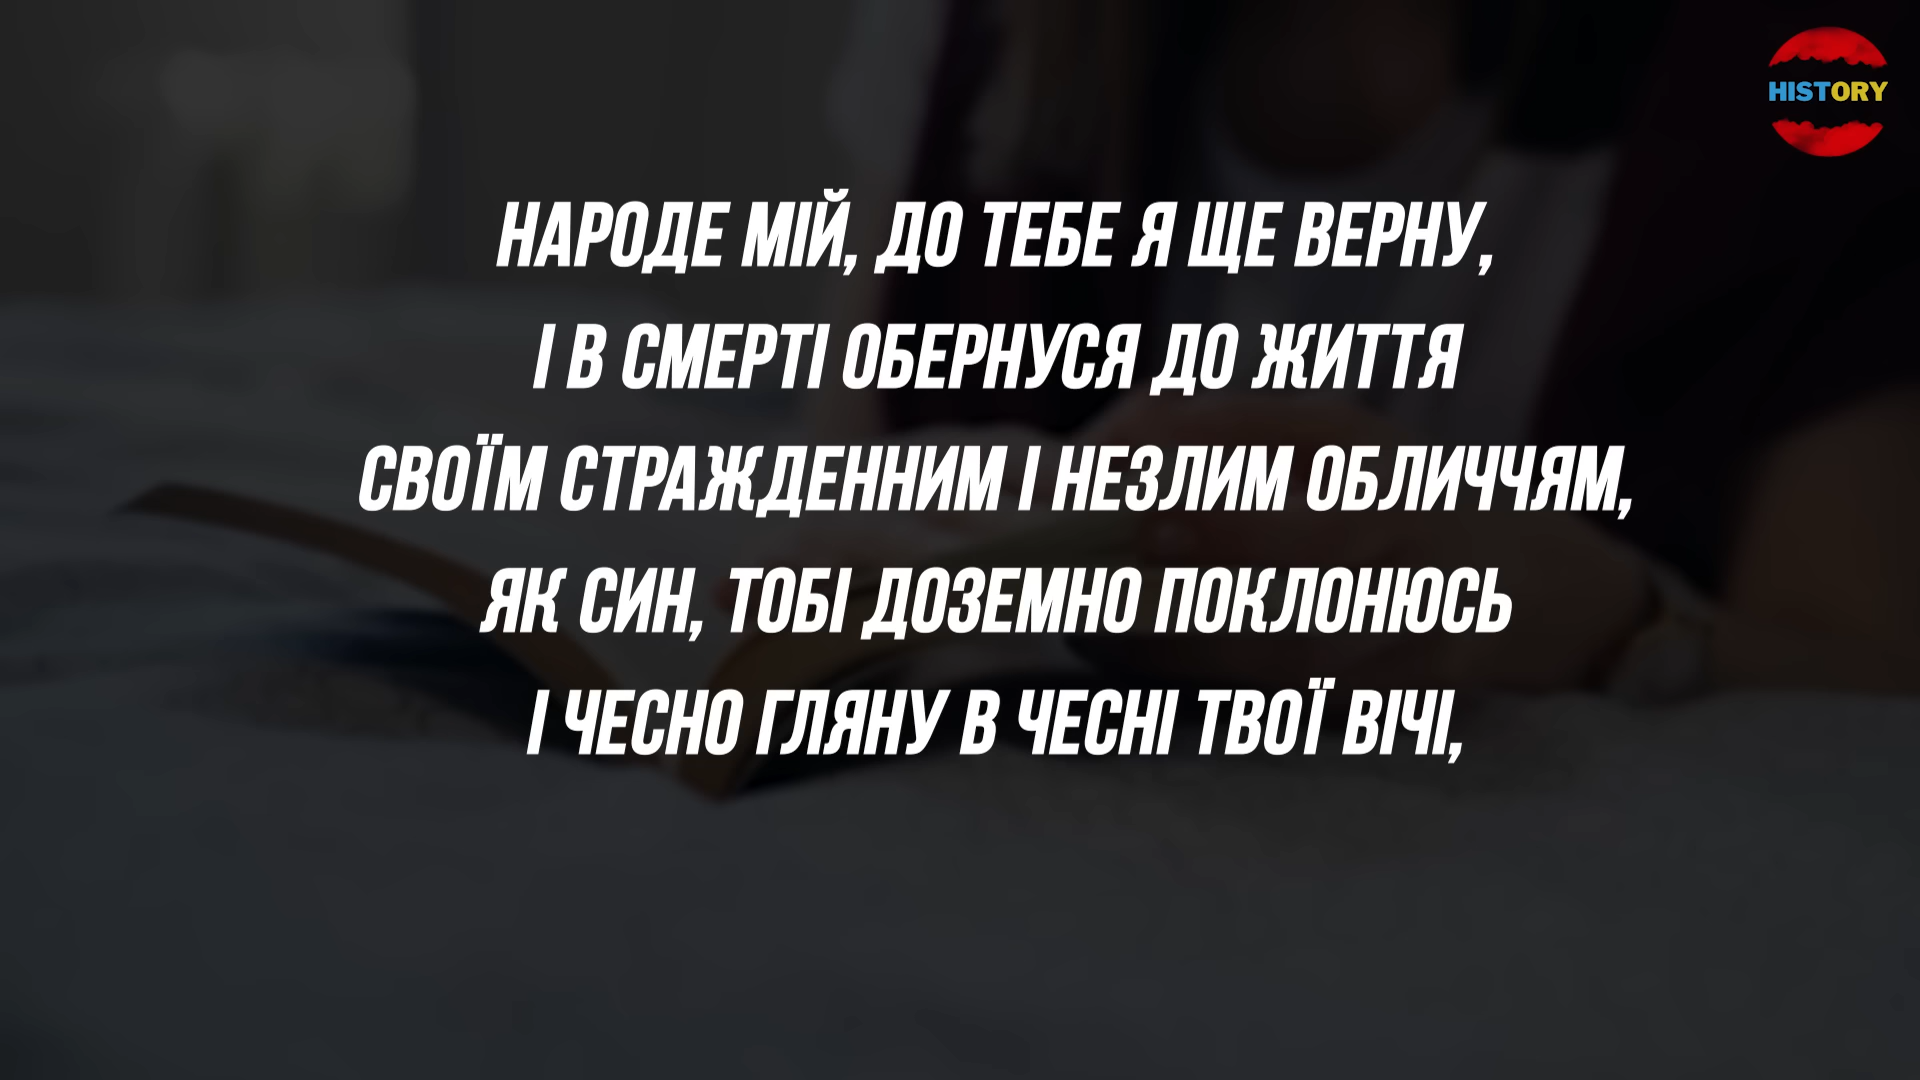 HISTORY
НАРОДЕ МІЙ, ДО ТЕБЕ Я ЩЕ ВЕРНУ,
І В СМЕРТІ ОБЕРНУСЯ ДО ЖИТТЯ
СВОЇМ СТРАЖДЕННИМ І НЕЗЛИМ ОБЛИЧЧЯМ,
ЯК СИН, ТОБІ ДОЗЕМНО ПОКЛОНЮСЬ
І ЧЕСНО ГЛЯНУ В ЧЕСНІ ТВОЇ ВІЧІ,